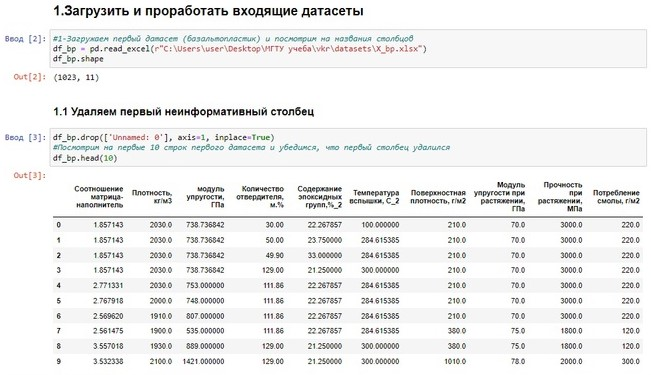 1.Загрузить и проработать входящие датасеты
Ввод [2]: #1-Загружаем первый датасет (базальтопластик) и посмотрим на названия столбцов
df_bp = pd.read_excel(r"C:\Users\user\Desktop\МГТУ учеба\vkr\datasets\X_bp.xlsx")
df_bp.shape
Out[2]: (1023, 11)
1.1 Удаляем первый неинформативный столбец
Ввод [3]: df_bp.drop(['Unnamed: 0'], axis=1, inplace=True)
#Посмотрим на первые 10 строк первого датасета и убедимся, что первый столбец удалился
df_bp.head(10)
Out[3]:
Соотношение матрица-наполнитель Плотность, кг/м3 модуль упругости, ГПа Количество отвердителя, м.% Содержание эпоксидных групп,%_2 Температура вспышки, С_2 Поверхностная плотность, г/м2 Модуль упругости при растяжении, ГПа Прочность при растяжении, МПа Потребление смолы, г/м2
0 1.857143 2030.0 738.736842 30.00 22.267857 100.000000 210.0 70.0 3000.0 220.0
1 1.857143 2030.0 738.736842 50.00 23.750000 284.615385 210.0 70.0 3000.0 220.0
2 1.857143 2030.0 738.736842 49.90 33.000000 284.615385 210.0 70.0 3000.0 220.0
3 1.857143 2030.0 738.736842 129.00 21.250000 300.000000 210.0 70.0 3000.0 220.0
4 2.771331 2030.0 753.000000 111.86 22.267857 284.615385 210.0 70.0 3000.0 220.0
5 2.767918 2000.0 748.000000 111.86 22.267857 284.615385 210.0 70.0 3000.0 220.0
6 2.569620 1910.0 807.000000 111.86 22.267857 284.615385 210.0 70.0 3000.0 220.0
7 2.561475 1900.0 535.000000 111.86 22.267857 284.615385 380.0 75.0 1800.0 120.0
8 3.557018 1930.0 889.000000 129.00 21.250000 300.000000 380.0 75.0 1800.0 120.0
9 3.532338 2100.0 1421.000000 129.00 21.250000 300.000000 1010.0 78.0 2000.0 300.0